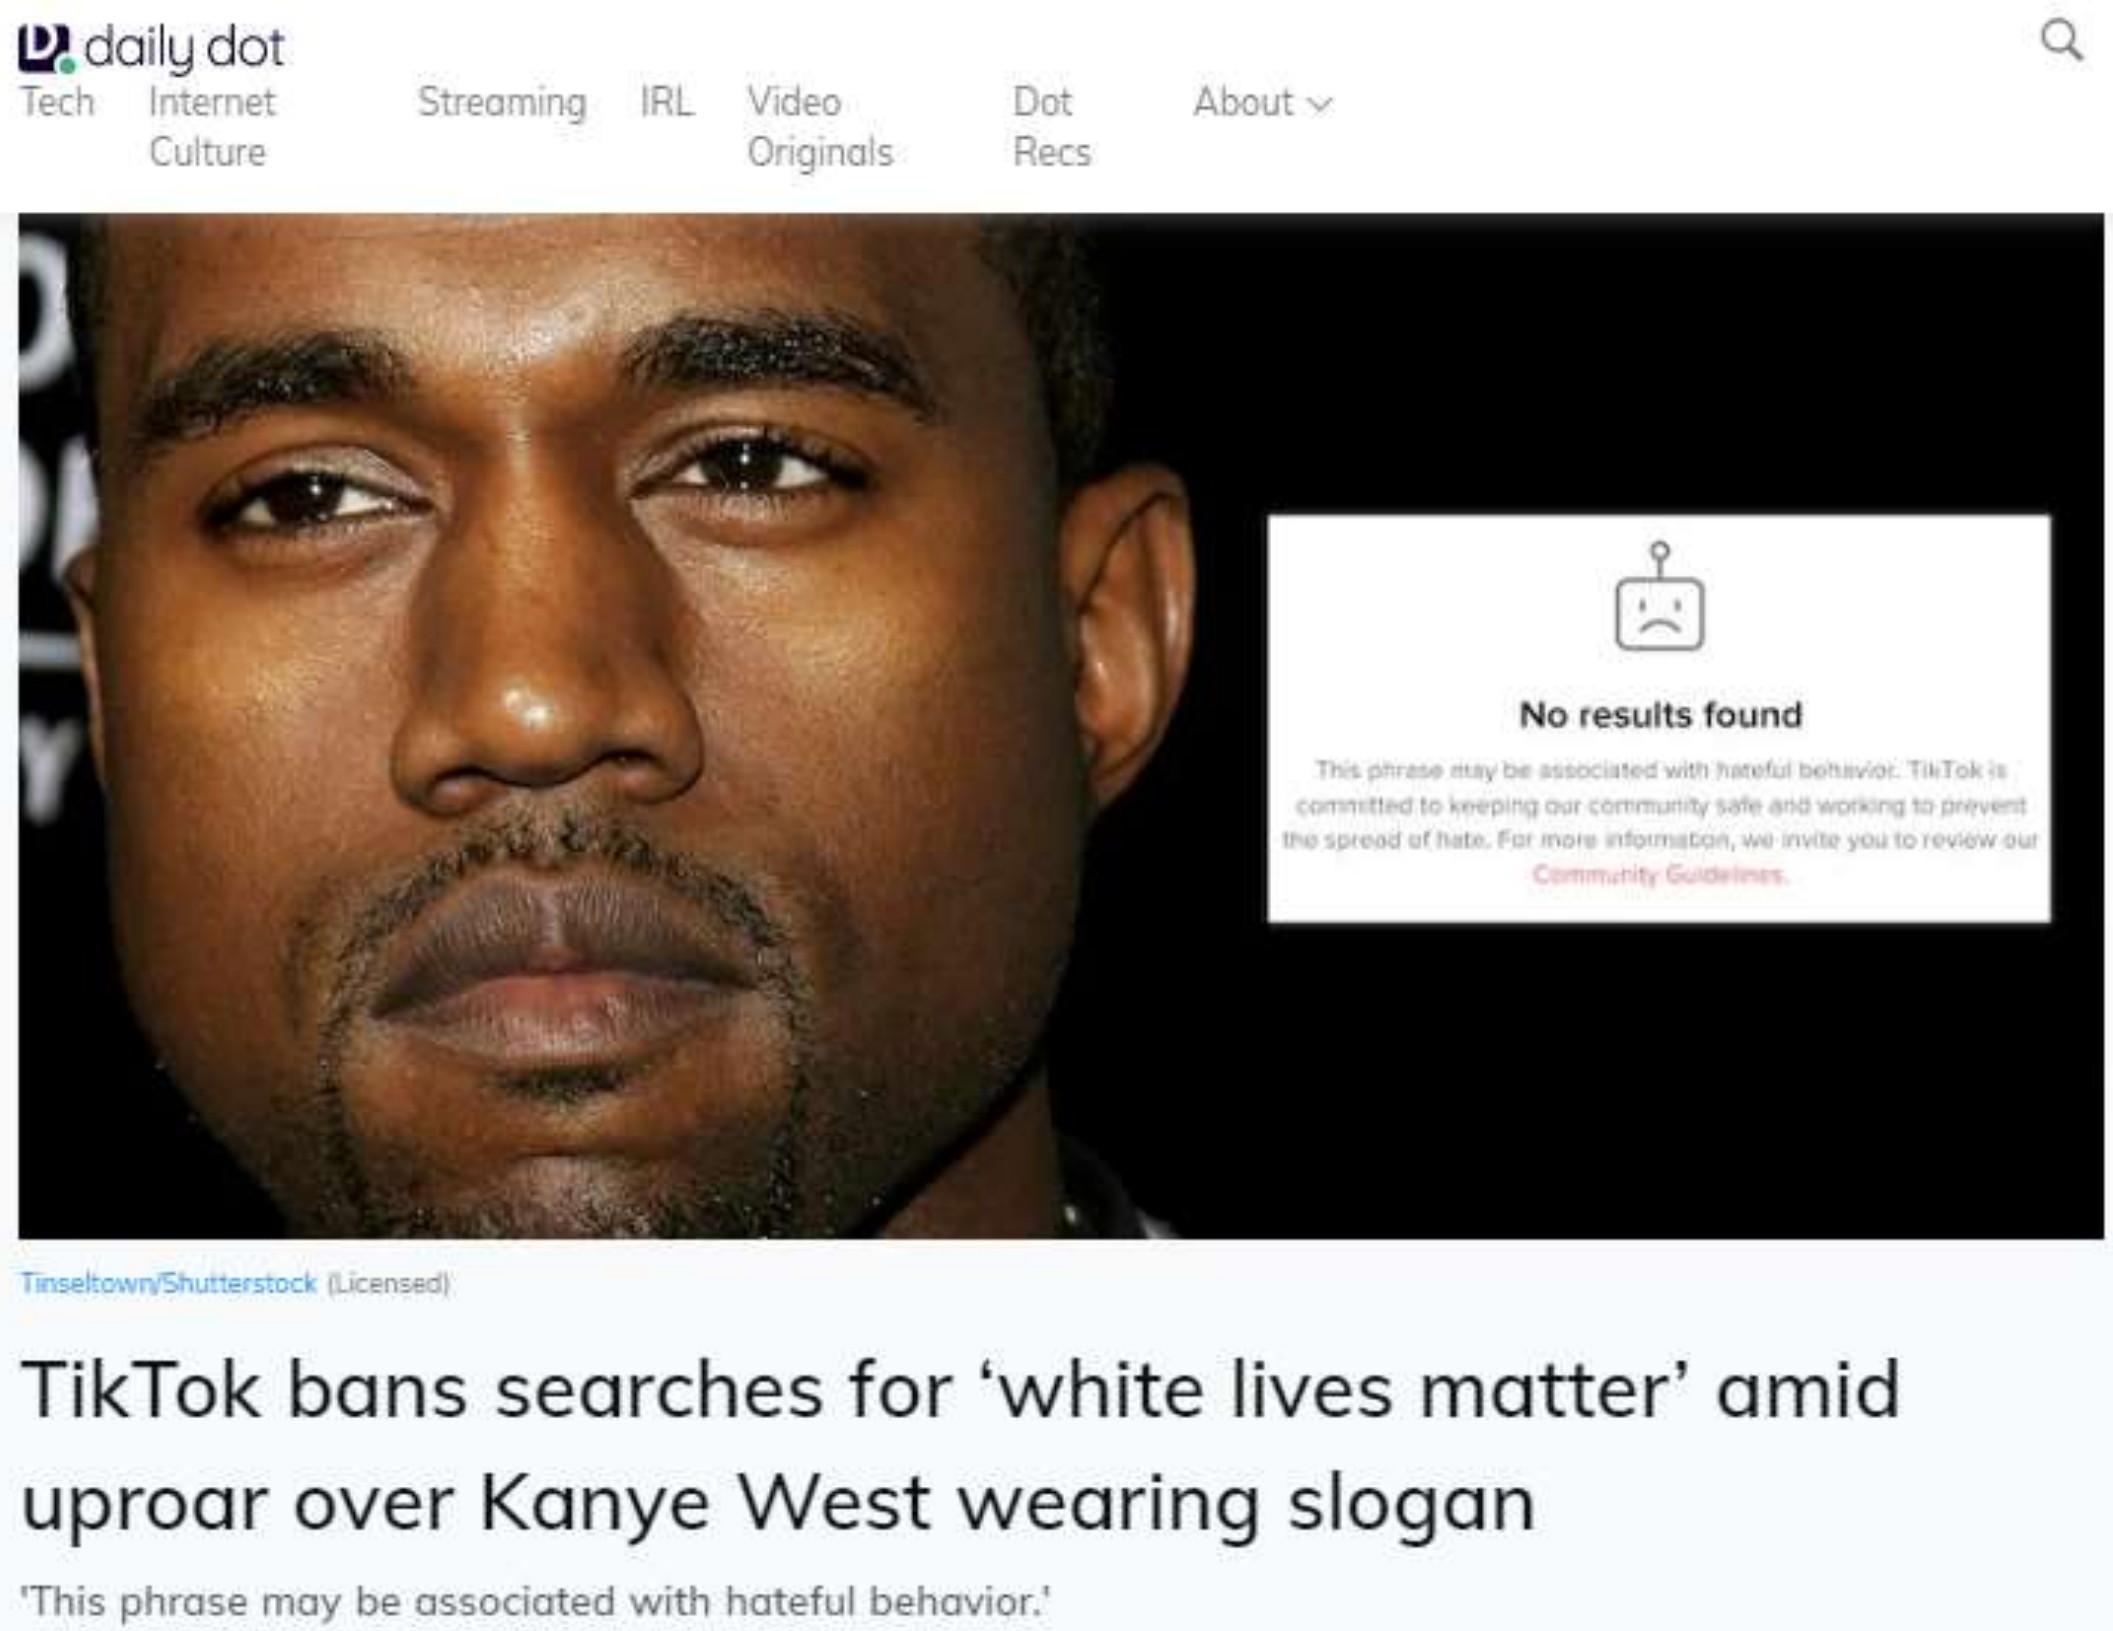 daily dot
Tech Internet Culture Streaming IRL Video Originals Dot Recs About
No results found
This phrase may be associated with hateful behavior. TikTok is
committed to keeping our community safe and working to prevent
the spread of hate. For more information, we invite you to review our
Community Guidelines.
Tinseltown/Shutterstock (Licensed)
TikTok bans searches for ‘white lives matter’ amid
uproar over Kanye West wearing slogan
'This phrase may be associated with hateful behavior.'